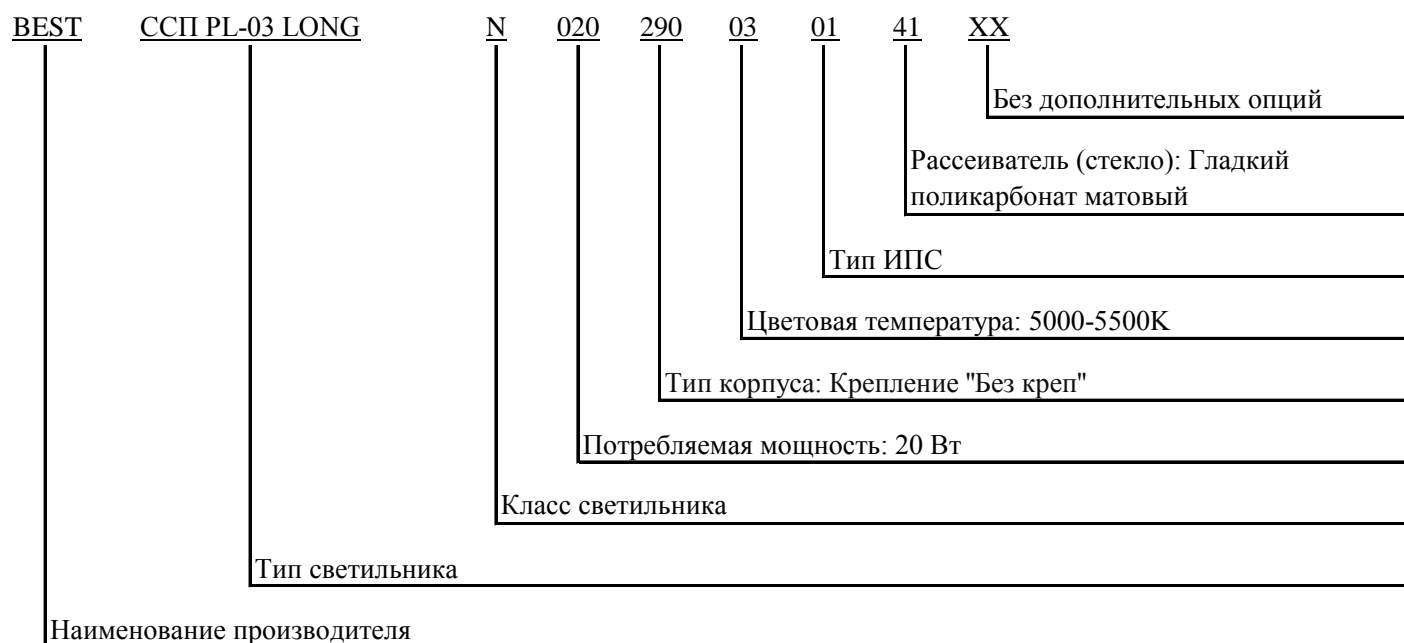 BEST ССП PL-03 LONG N 020 290 03 01 41 XX
Без дополнительных опций
Рассеиватель (стекло): Гладкий
поликарбонат матовый
Тип ИПС
Цветовая температура: 5000-5500K
Тип корпуса: Крепление "Без креп"
Потребляемая мощность: 20 Вт
Класс светильника
Тип светильника
Наименование производителя